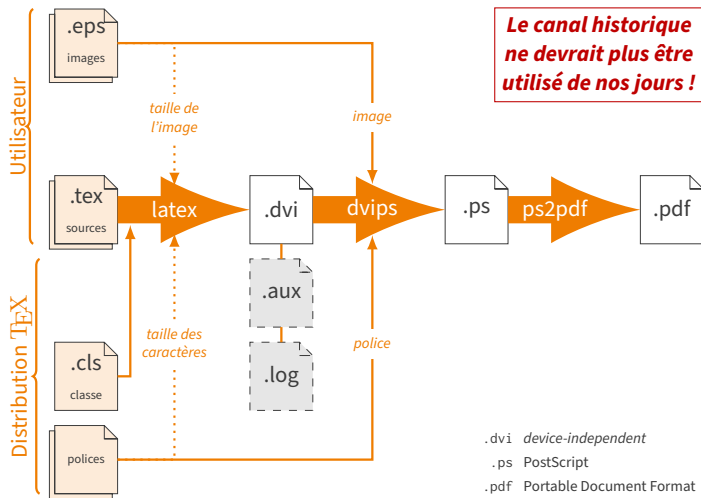 .eps
images
Le canal historique
ne devrait plus être
utilisé de nos jours !
Utilisateur
taille de
l'image
image
.tex
sources
latex
.dvi
dvips
.ps
ps2pdf
.pdf
Distribution TEX
.aux
taille des
caractères
police
.cls
classe
.log
polices
.dvi device-independent
.ps PostScript
.pdf Portable Document Format